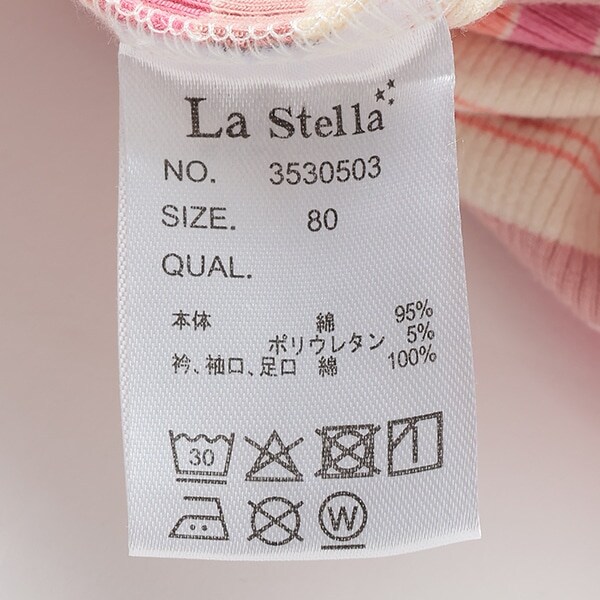 La Stella
NO. 3530503
SIZE. 80
QUAL.
本体 綿 95%
ポリウレタン 5%
衿、袖口、足口 綿 100%
30
W